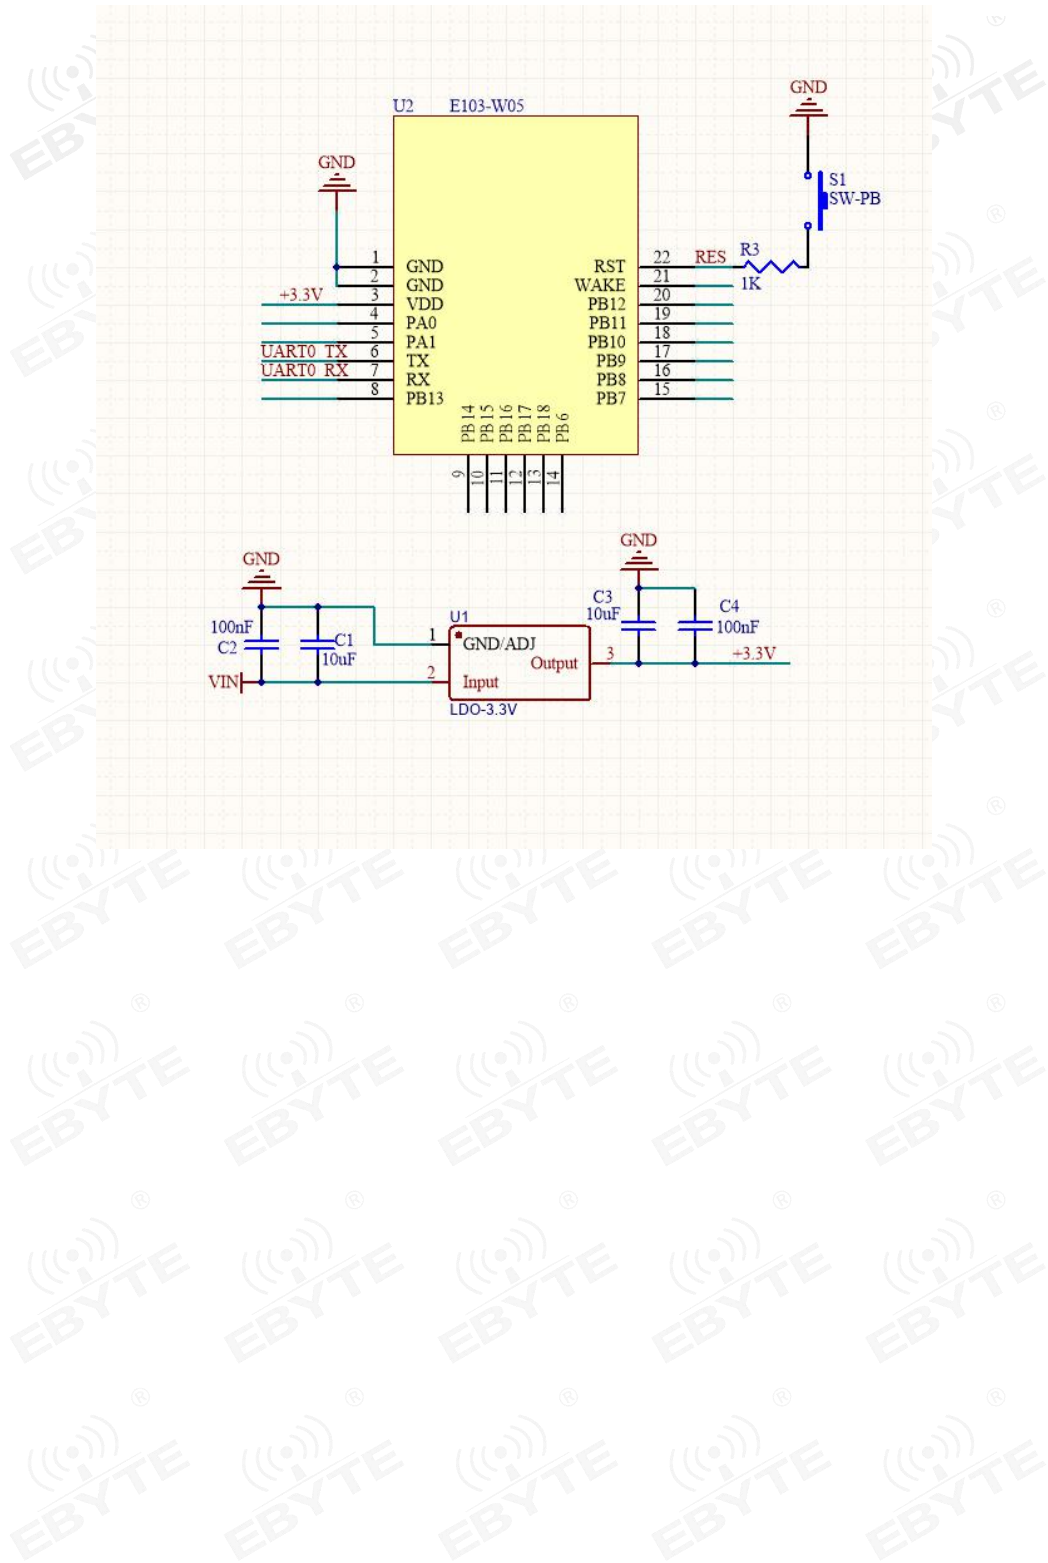 GND
U2 E103-W05
GND
S1
SW-PB
1 GND
2 GND
+3.3V 3 VDD
4 PA0
5 PA1
UART0 TX 6 TX
UART0 RX 7 RX
8 PB13
RST 22 RES R3
1K
WAKE 21
PB12 20
PB11 19
PB10 18
PB9 17
PB8 16
PB7 15
PB14 PB15 PB16 PB17 PB18 PB6
9 10 11 12 13 14
GND
100nF
C2
C1
10uF
VIN
U1
1 GND/ADJ
Output 3
2 Input
LDO-3.3V
GND
C3
10uF
C4
100nF
+3.3V
EBYTE ®